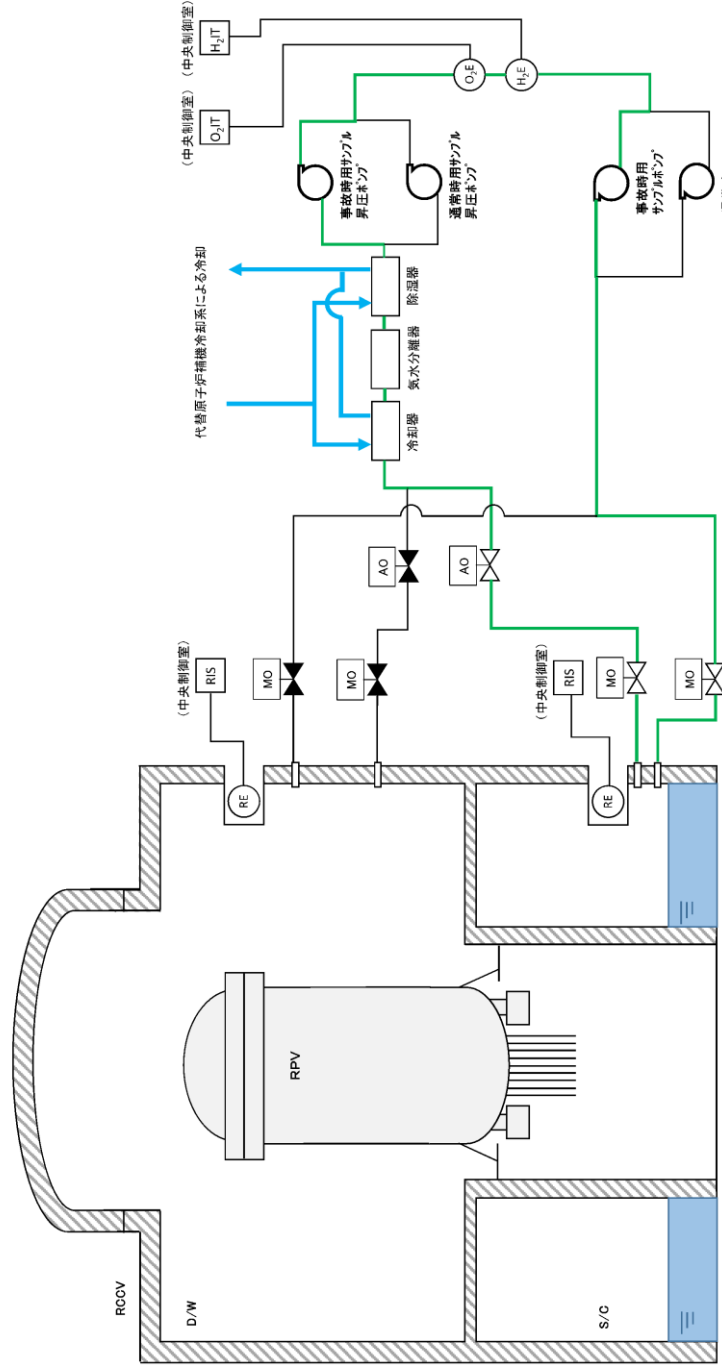 RCCV
D/W
RPV
S/C
(中央制御室)
RIS
RE
MO
MO
(中央制御室)
RIS
RE
MO
MO
AO
AO
代替原子炉補機冷却系による冷却
冷却器
気水分離器
除湿器
事故時用サンプル
昇圧ポンプ
通常時用サンプル
昇圧ポンプ
事故時用
サンプルポンプ
(中央制御室)
O₂IT
(中央制御室)
H₂IT
O₂E
H₂E